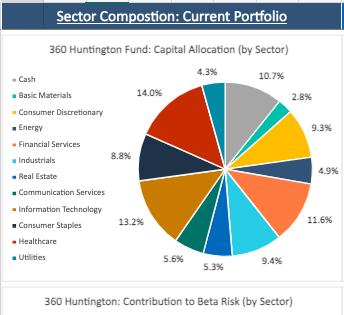 Sector Compostion: Current Portfolio
360 Huntington Fund: Capital Allocation (by Sector)
Cash
Basic Materials
Consumer Discretionary
Energy
Financial Services
Industrials
Real Estate
Communication Services
Information Technology
Consumer Staples
Healthcare
Utilities
10.7%
2.8%
9.3%
4.9%
11.6%
9.4%
5.3%
5.6%
13.2%
8.8%
14.0%
4.3%
360 Huntington: Contribution to Beta Risk (by Sector)